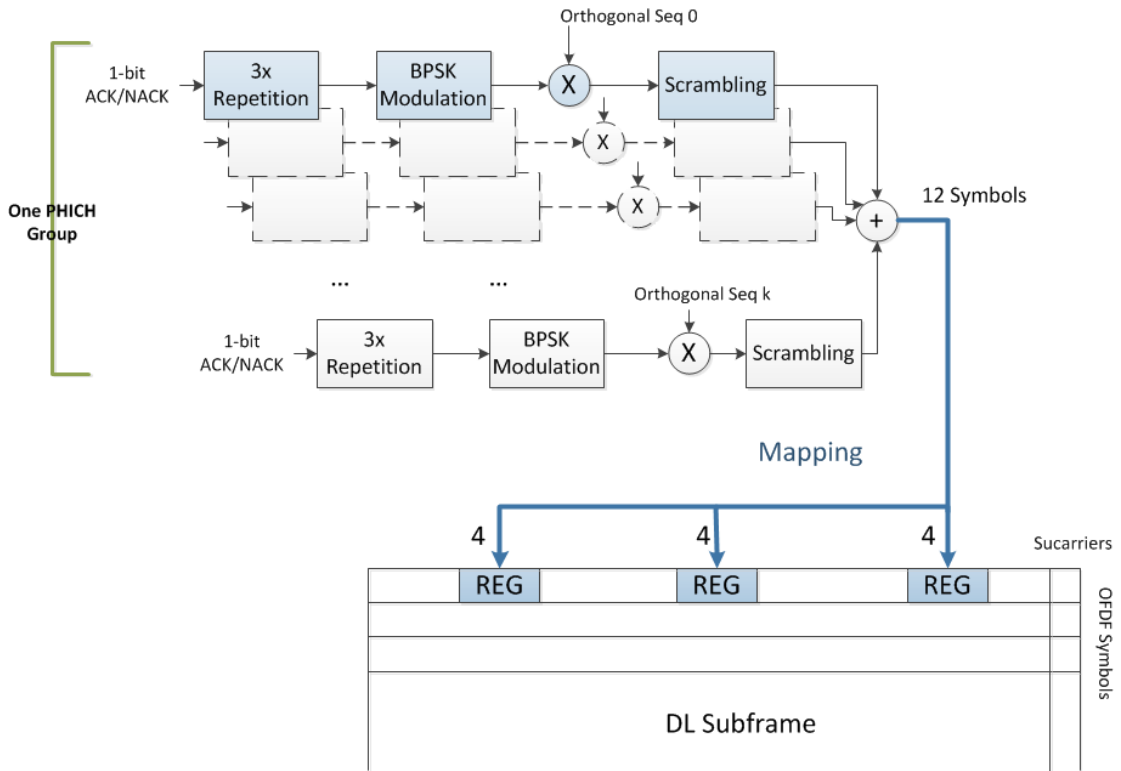 Orthogonal Seq 0
1-bit
ACK/NACK
3x
Repetition
BPSK
Modulation
X
Scrambling
X
X
One PHICH
Group
+
12 Symbols
...
...
Orthogonal Seq k
1-bit
ACK/NACK
3x
Repetition
BPSK
Modulation
X
Scrambling
Mapping
4
4
4
Sucarriers
REG
REG
REG
OFDF Symbols
DL Subframe